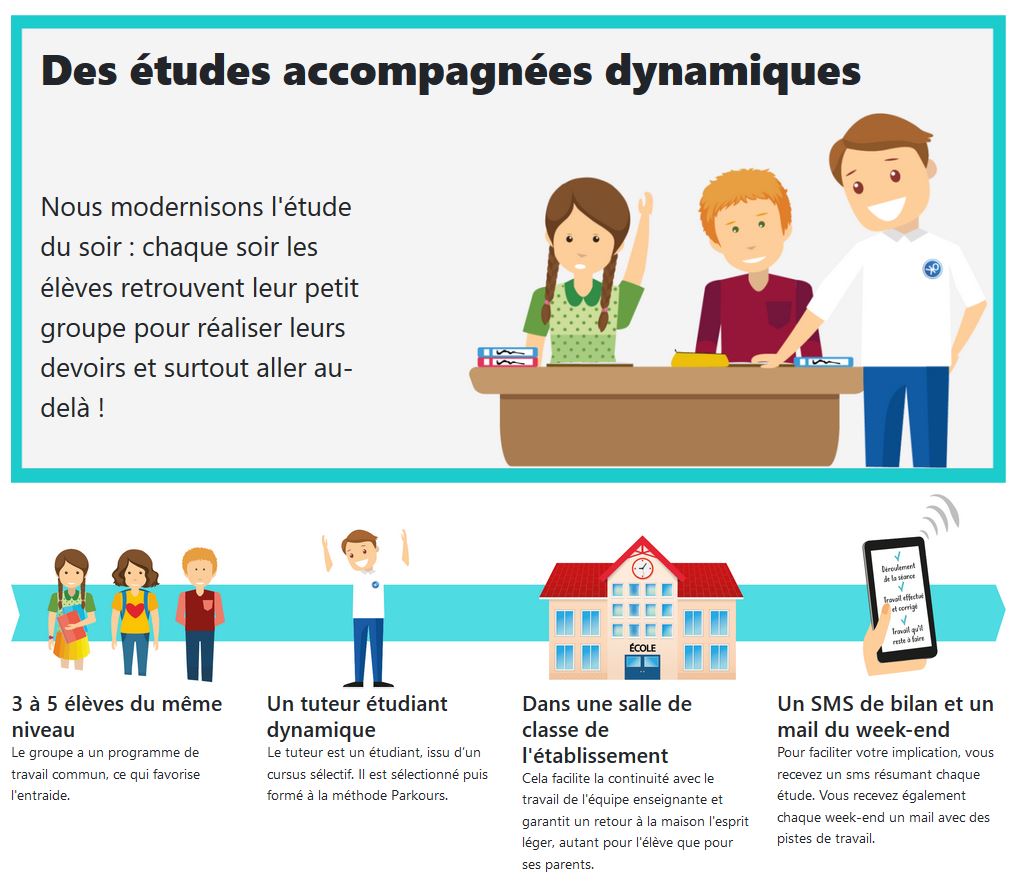 Des études accompagnées dynamiques
Nous modernisons l'étude
du soir : chaque soir les
élèves retrouvent leur petit
groupe pour réaliser leurs
devoirs et surtout aller au-
delà !
Déroulement
de la séance
Travail effectué
et corrigé
Travail qu'il
reste à faire
ÉCOLE
3 à 5 élèves du même
niveau
Le groupe a un programme de
travail commun, ce qui favorise
l'entraide.
Un tuteur étudiant
dynamique
Le tuteur est un étudiant, issu d’un
cursus sélectif. Il est sélectionné puis
formé à la méthode Parkours.
Dans une salle de
classe de
l'établissement
Cela facilite la continuité avec le
travail de l'équipe enseignante et
garantit un retour à la maison l'esprit
léger, autant pour l'élève que pour
ses parents.
Un SMS de bilan et un
mail du week-end
Pour faciliter votre implication, vous
recevez un sms résumant chaque
étude. Vous recevez également
chaque week-end un mail avec des
pistes de travail.